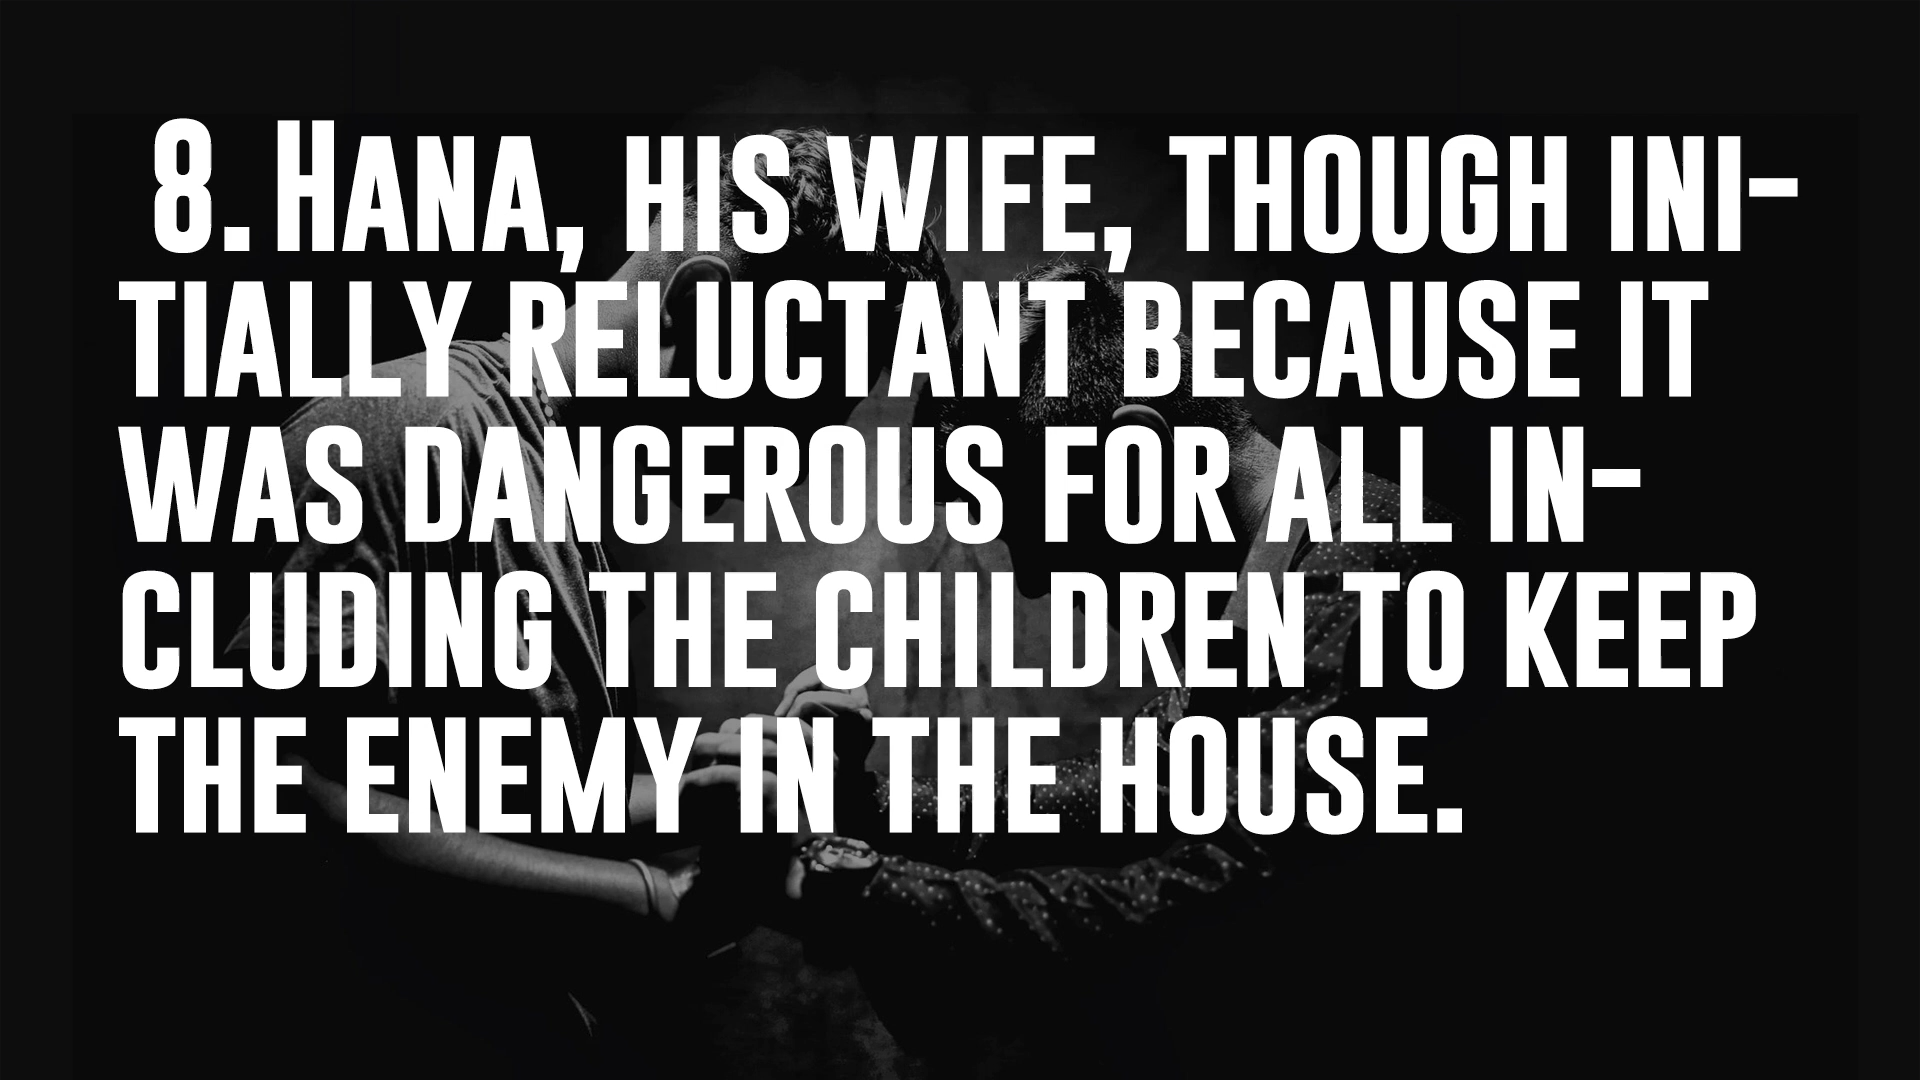 8. Hana, his wife, though ini-
tially reluctant because it
was dangerous for all in-
cluding the children to keep
the enemy in the house.